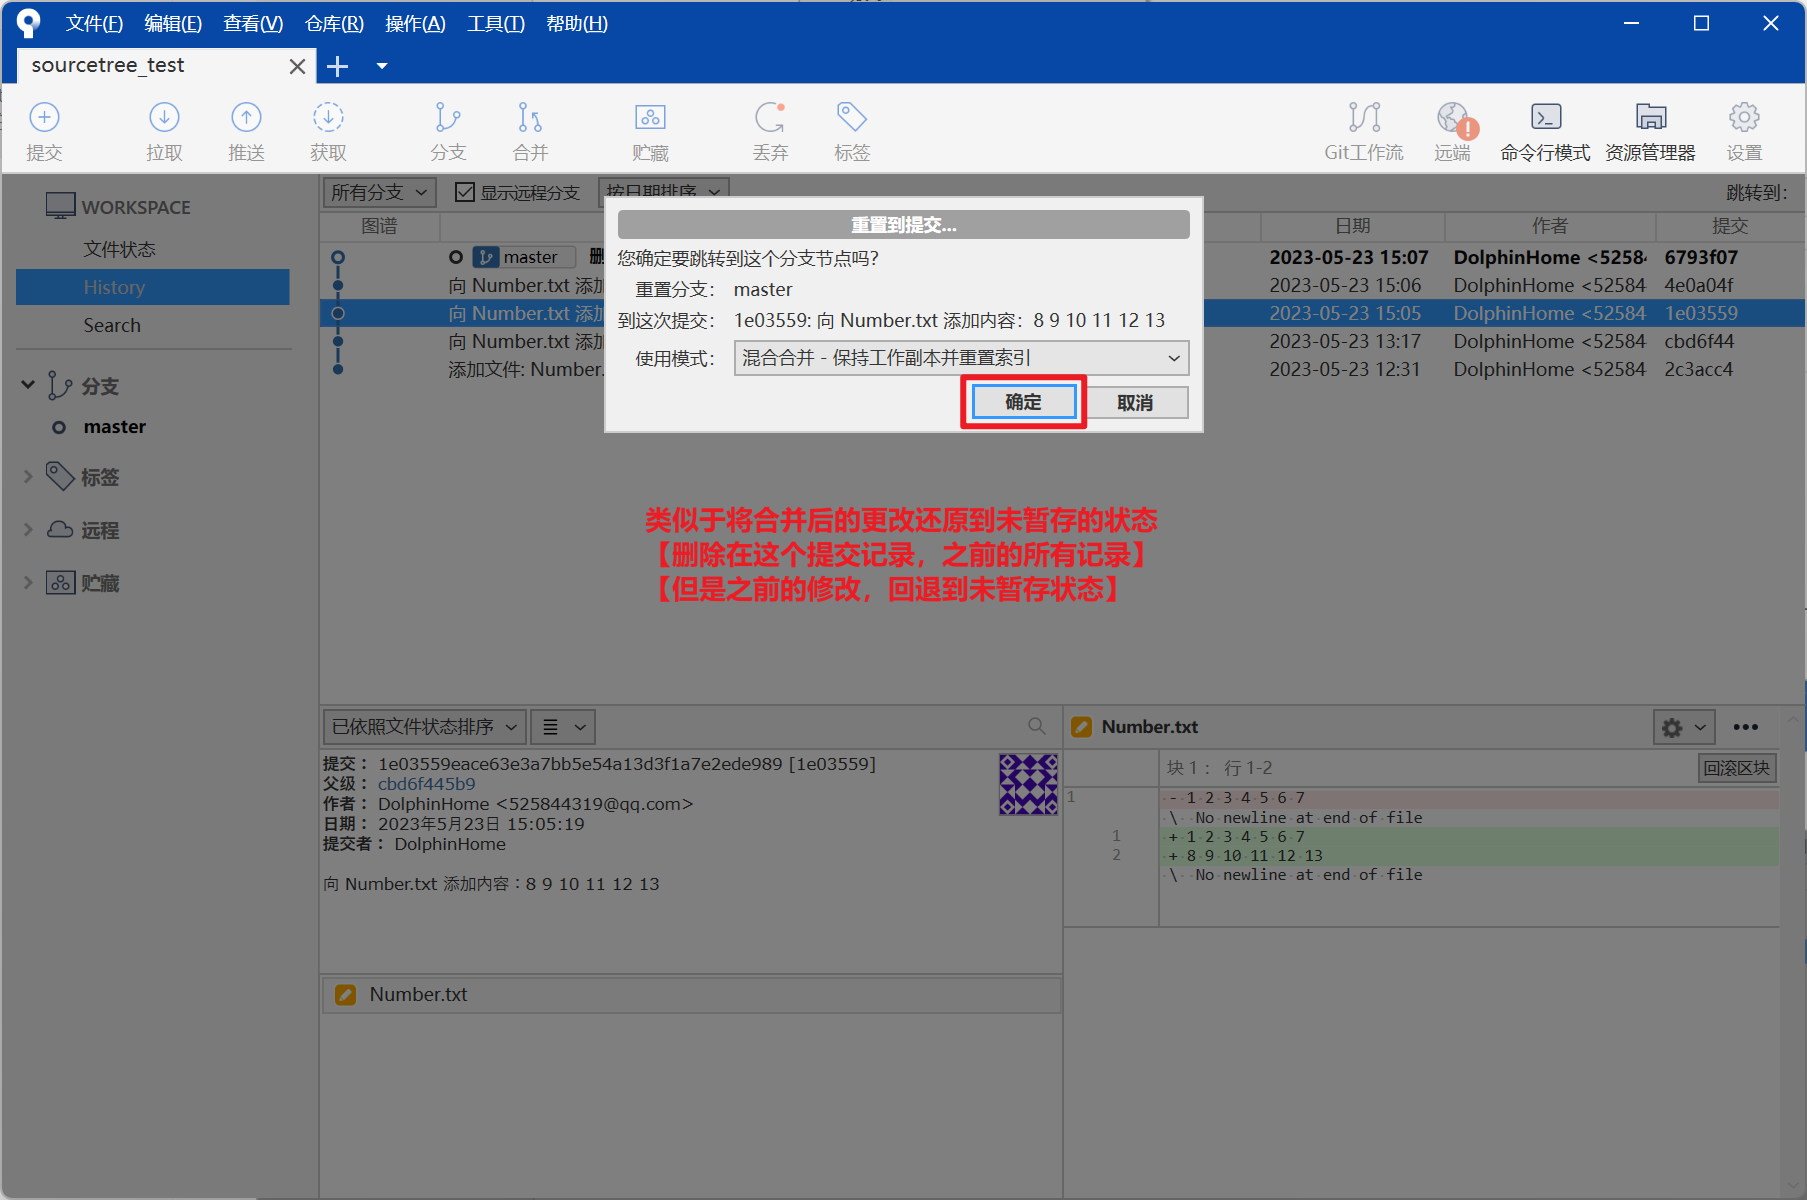 文件(F) 编辑(E) 查看(V) 仓库(R) 操作(A) 工具(T) 帮助(H)
sourcetree_test
提交 拉取 推送 获取 分支 合并 贮藏 丢弃 标签 Git工作流 远端 命令行模式 资源管理器 设置
WORKSPACE
文件状态
History
Search
分支
master
标签
远程
贮藏
所有分支 显示远程分支 按日期排序 跳转到：
图谱 日期 作者 提交
master 删 2023-05-23 15:07 DolphinHome <52584 6793f07
向 Number.txt 添加 2023-05-23 15:06 DolphinHome <52584 4e0a04f
向 Number.txt 添加 2023-05-23 15:05 DolphinHome <52584 1e03559
向 Number.txt 添加 2023-05-23 13:17 DolphinHome <52584 cbd6f44
添加文件: Number. 2023-05-23 12:31 DolphinHome <52584 2c3acc4
重置到提交...
您确定要跳转到这个分支节点吗?
重置分支： master
到这次提交： 1e03559: 向 Number.txt 添加内容：8 9 10 11 12 13
使用模式： 混合合并 - 保持工作副本并重置索引
确定 取消
类似于将合并后的更改还原到未暂存的状态
【删除在这个提交记录，之前的所有记录】
【但是之前的修改，回退到未暂存状态】
已依照文件状态排序
提交： 1e03559eace63e3a7bb5e54a13d3f1a7e2ede989 [1e03559]
父级： cbd6f445b9
作者： DolphinHome <525844319@qq.com>
日期： 2023年5月23日 15:05:19
提交者： DolphinHome
向 Number.txt 添加内容：8 9 10 11 12 13
Number.txt
Number.txt
块 1： 行 1-2 回滚区块
1 - 1 2 3 4 5 6 7
\ No newline at end of file
1 + 1 2 3 4 5 6 7
2 + 8 9 10 11 12 13
\ No newline at end of file